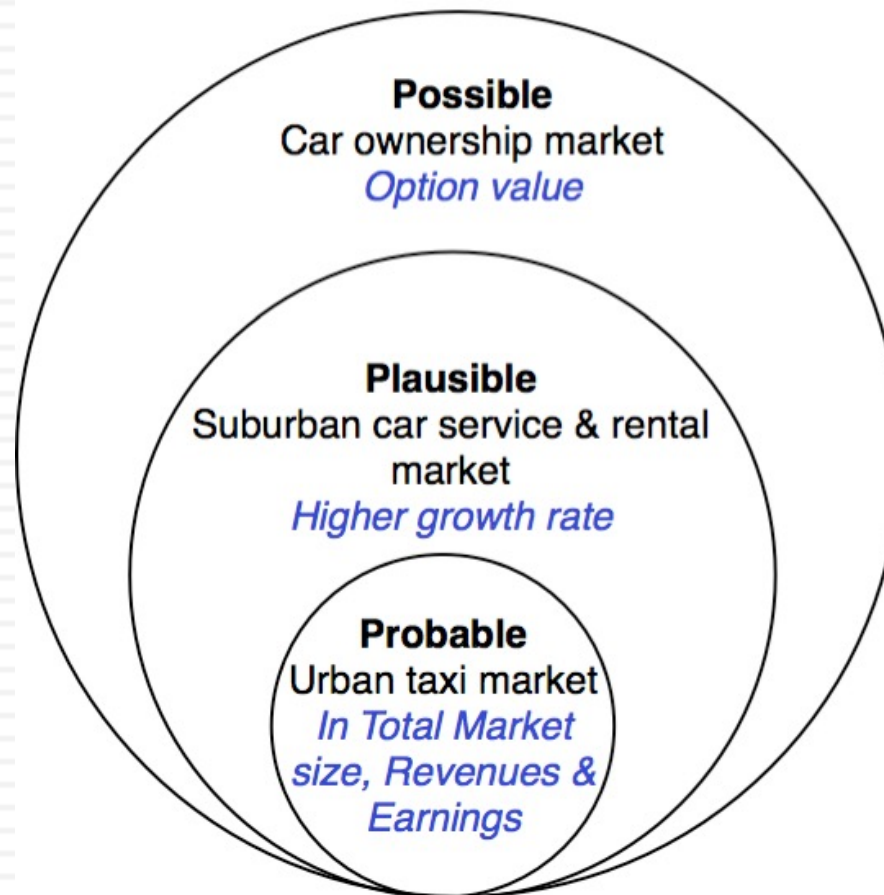 Possible
Car ownership market
Option value
Plausible
Suburban car service & rental
market
Higher growth rate
Probable
Urban taxi market
In Total Market
size, Revenues &
Earnings